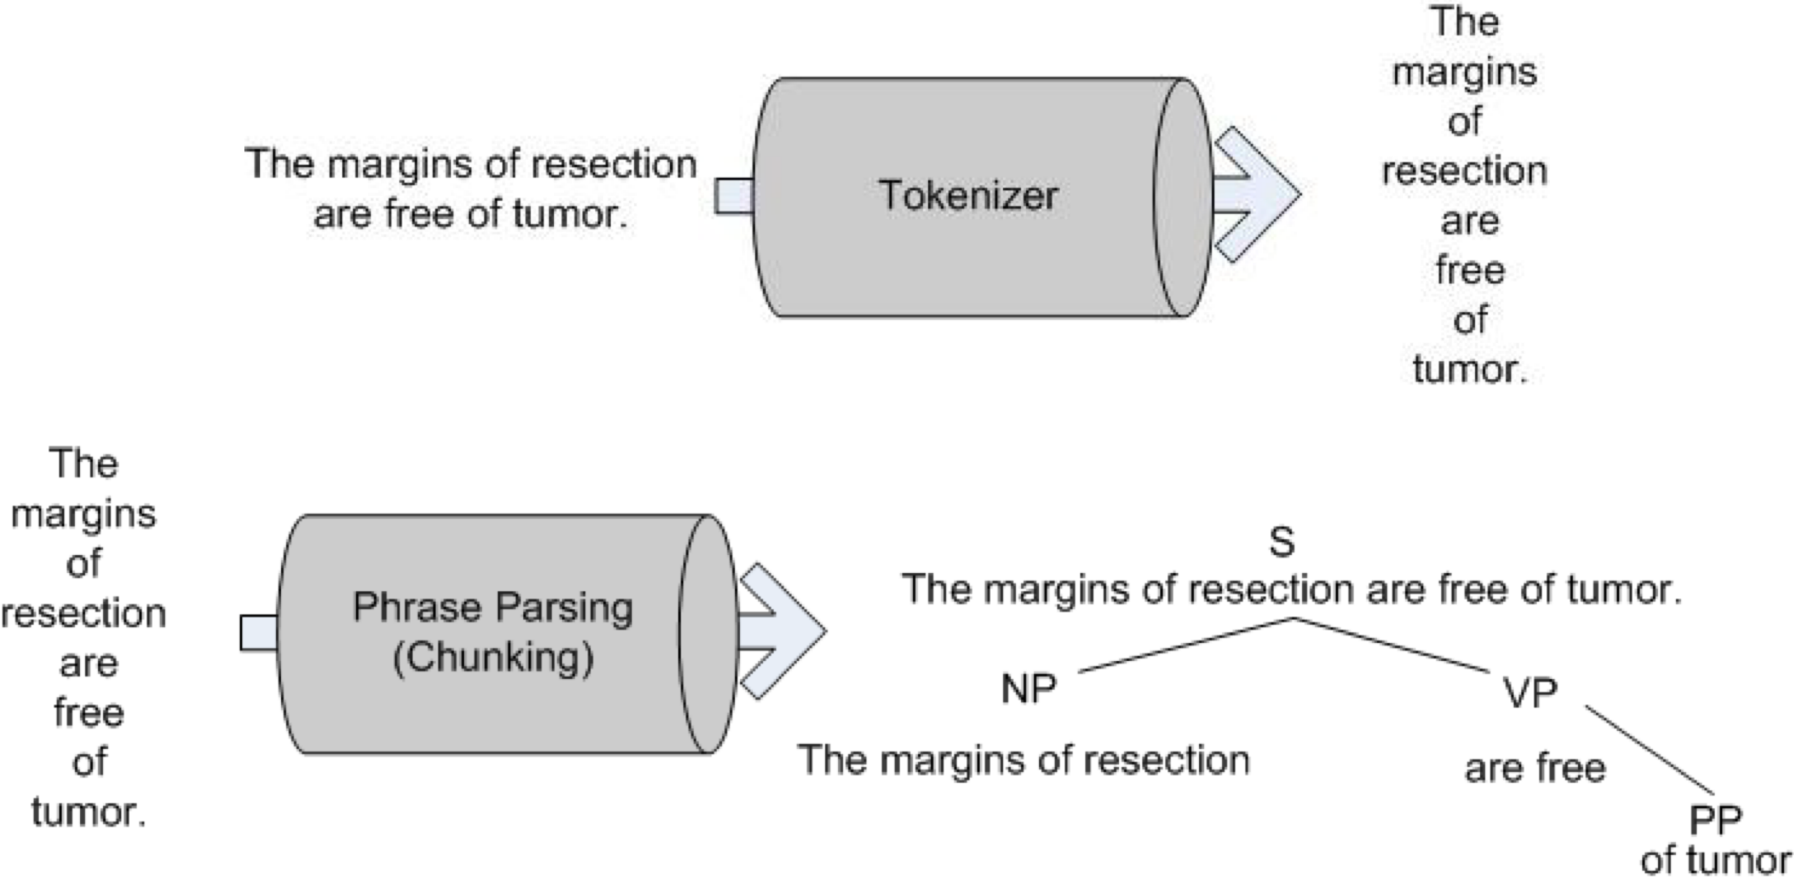 The margins of resection
are free of tumor.
Tokenizer
The
margins
of
resection
are
free
of
tumor.
The
margins
of
resection
are
free
of
tumor.
Phrase Parsing
(Chunking)
S
The margins of resection are free of tumor.
NP
The margins of resection
VP
are free
PP
of tumor